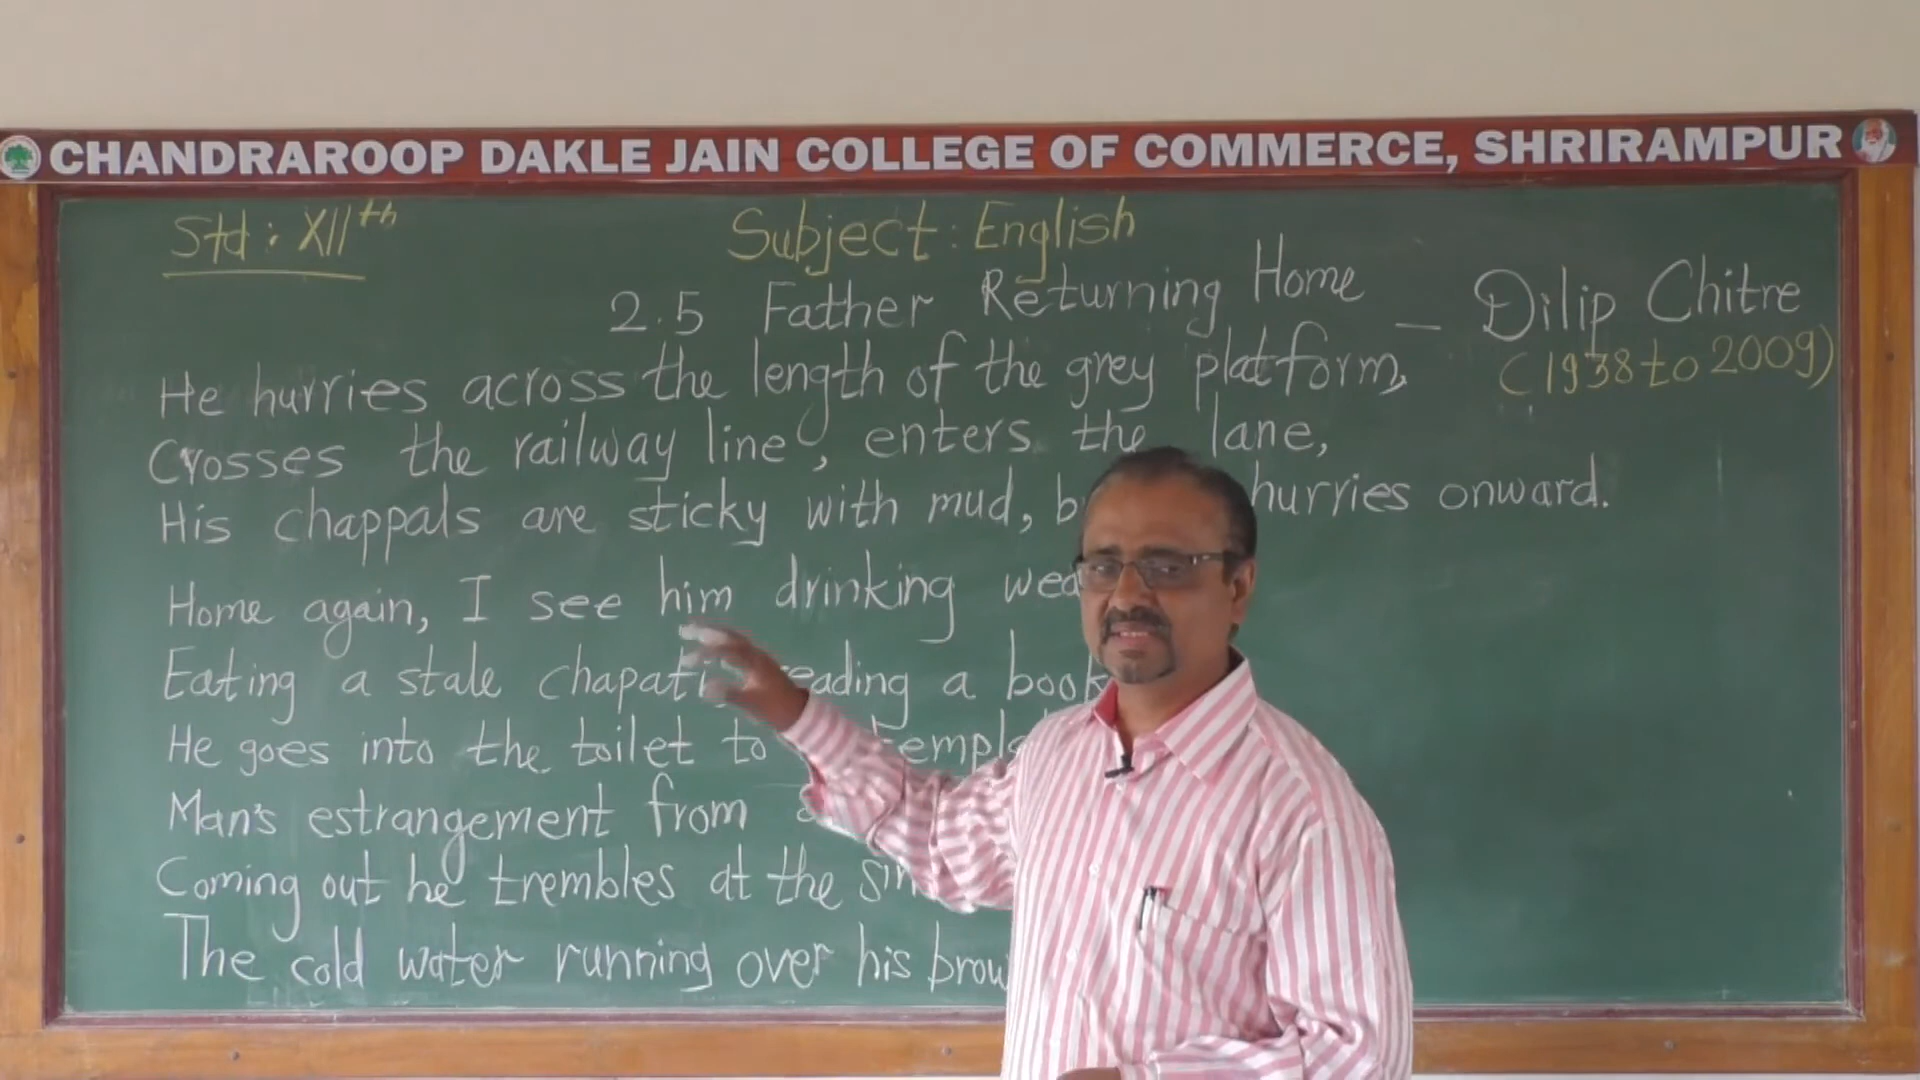 CHANDRAROOP DAKLE JAIN COLLEGE OF COMMERCE, SHRIRAMPUR
Std : XIIth Subject : English
2.5 Father Returning Home - Dilip Chitre
(1938 to 2009)
He hurries across the length of the grey platform,
Crosses the railway line, enters the lane,
His chappals are sticky with mud, hurries onward.
Home again, I see him drinking
Eating a stale reading a book
He goes into the toilet to
Man's estrangement from
Coming out he trembles at the
The cold water running over his